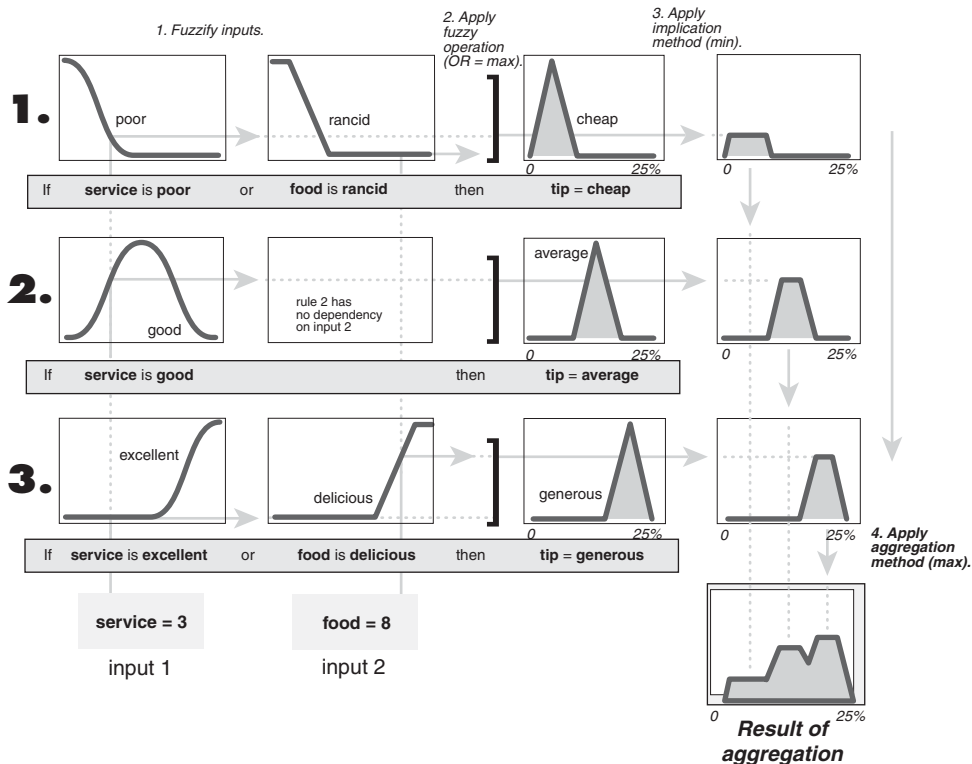 1. Fuzzify inputs.
2. Apply
fuzzy
operation
(OR = max).
3. Apply
implication
method (min).
1.
poor
rancid
cheap
0 25%
0 25%
If service is poor or food is rancid then tip = cheap
2.
good
rule 2 has
no dependency
on input 2
average
0 25%
0 25%
If service is good then tip = average
3.
excellent
delicious
generous
0 25%
0 25%
If service is excellent or food is delicious then tip = generous
4. Apply
aggregation
method (max).
service = 3
food = 8
input 1
input 2
0 25%
Result of
aggregation